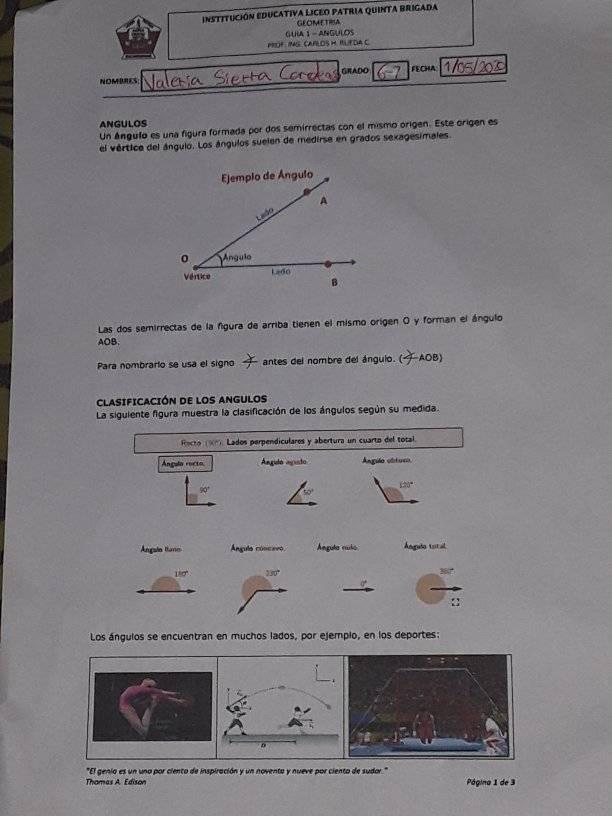 INSTITUCIÓN EDUCATIVA LICEO PATRIA QUINTA BRIGADA
GEOMETRIA
GUIA 1 – ANGULOS
PROF. ING. CARLOS H. RUEDA C.
NOMBRES: Valeria Sierra Cardenas GRADO 6-7 FECHA: 1/05/2020
ANGULOS
Un ángulo es una figura formada por dos semirrectas con el mismo origen. Este origen es
el vértice del ángulo. Los ángulos suelen de medirse en grados sexagesimales.
Ejemplo de Ángulo
A
Lado
O Ángulo
Vértice Lado
B
Las dos semirrectas de la figura de arriba tienen el mismo origen O y forman el ángulo
AOB.
Para nombrarlo se usa el signo antes del nombre del ángulo. ( AOB)
CLASIFICACIÓN DE LOS ANGULOS
La siguiente figura muestra la clasificación de los ángulos según su medida.
Recto (90°). Lados perpendiculares y abertura un cuarto del total.
Ángulo recto. Ángulo agudo. Ángulo obtuso.
90° 50° 120°
Ángulo llano. Ángulo cóncavo. Ángulo nulo. Ángulo total.
180° 230° 0° 360°
Los ángulos se encuentran en muchos lados, por ejemplo, en los deportes:
D
"El genio es un uno por ciento de inspiración y un noventa y nueve por ciento de sudor."
Thomas A. Edison Página 1 de 3